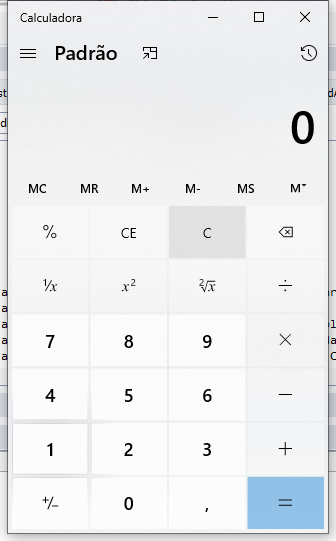 Calculadora
Padrão
0
MC MR M+ M- MS M˅
% CE C
¹/x x² ²√x ÷
7 8 9 ×
4 5 6 −
1 2 3 +
+/− 0 , =